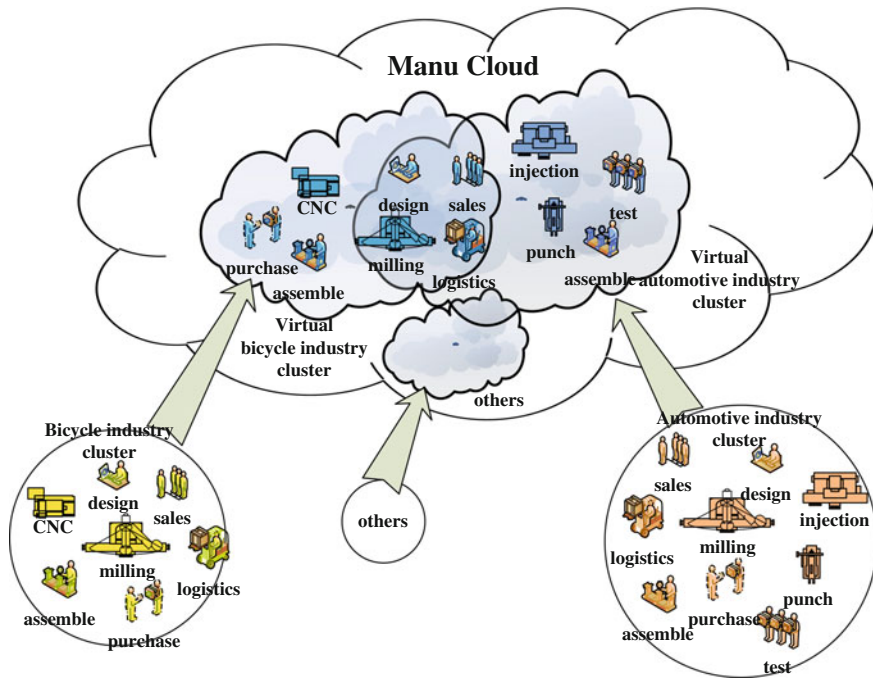 Manu Cloud
injection
CNC
design
sales
test
purchase
milling
punch
assemble
logistics
assemble
Virtual
automotive industry
cluster
Virtual
bicycle industry
cluster
others
Bicycle industry
cluster
design
CNC
sales
milling
logistics
assemble
purchase
others
Automotive industry
cluster
sales
design
injection
logistics
milling
punch
assemble
purchase
test